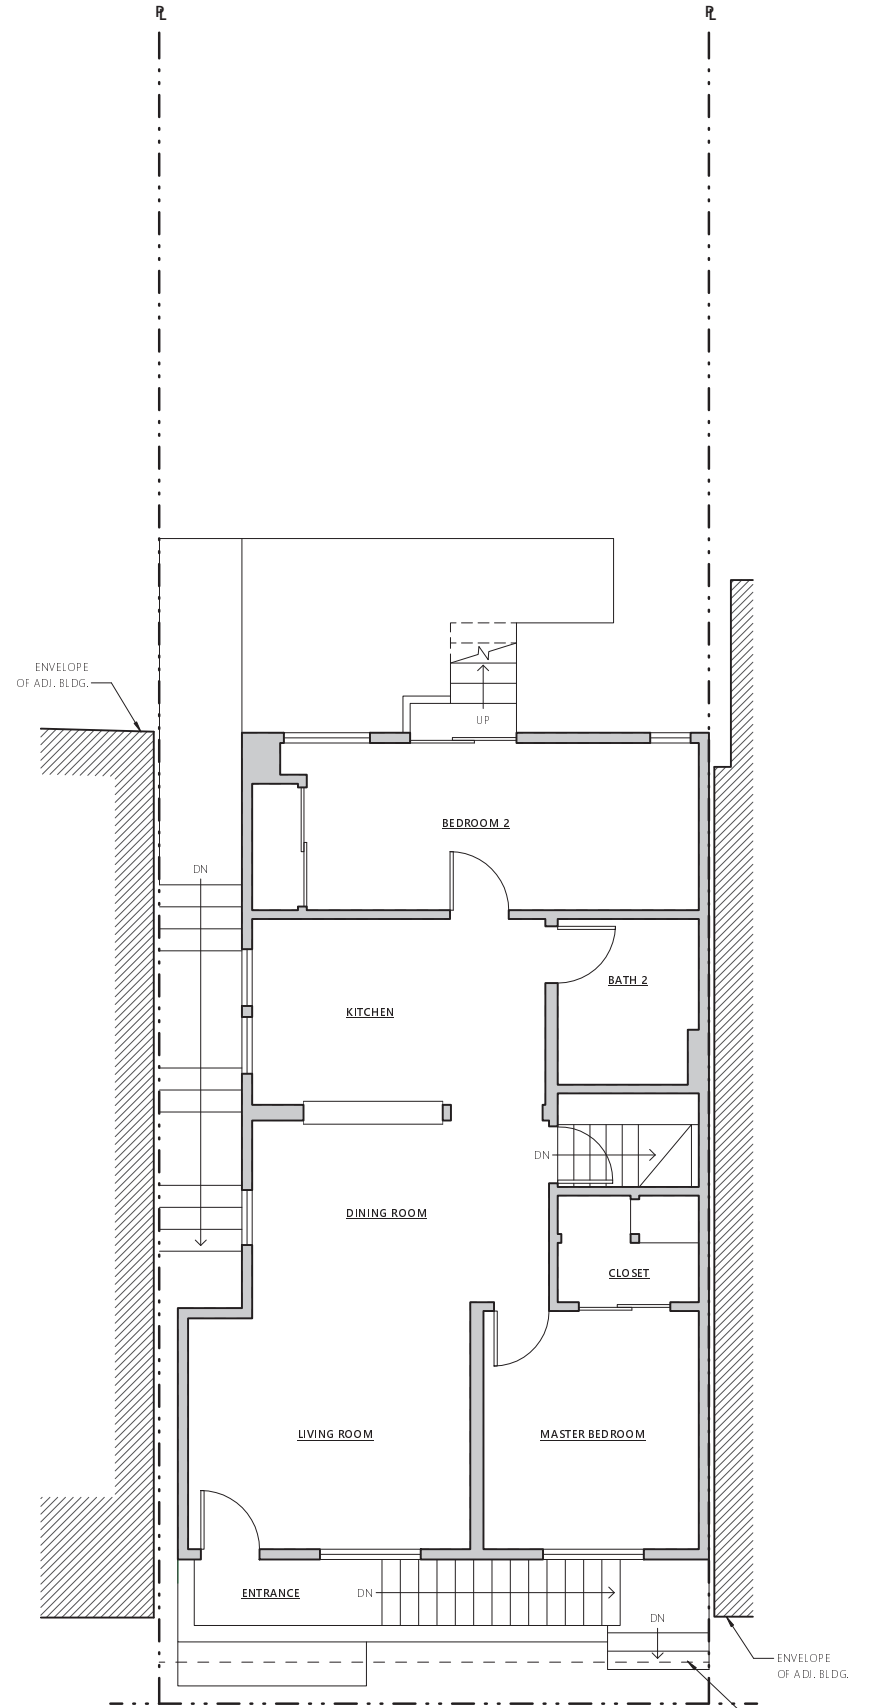 PL PL
ENVELOPE
OF ADJ. BLDG.
UP
BEDROOM 2
DN
BATH 2
KITCHEN
DN
DINING ROOM
CLOSET
LIVING ROOM
MASTER BEDROOM
ENTRANCE
DN
DN
ENVELOPE
OF ADJ. BLDG.